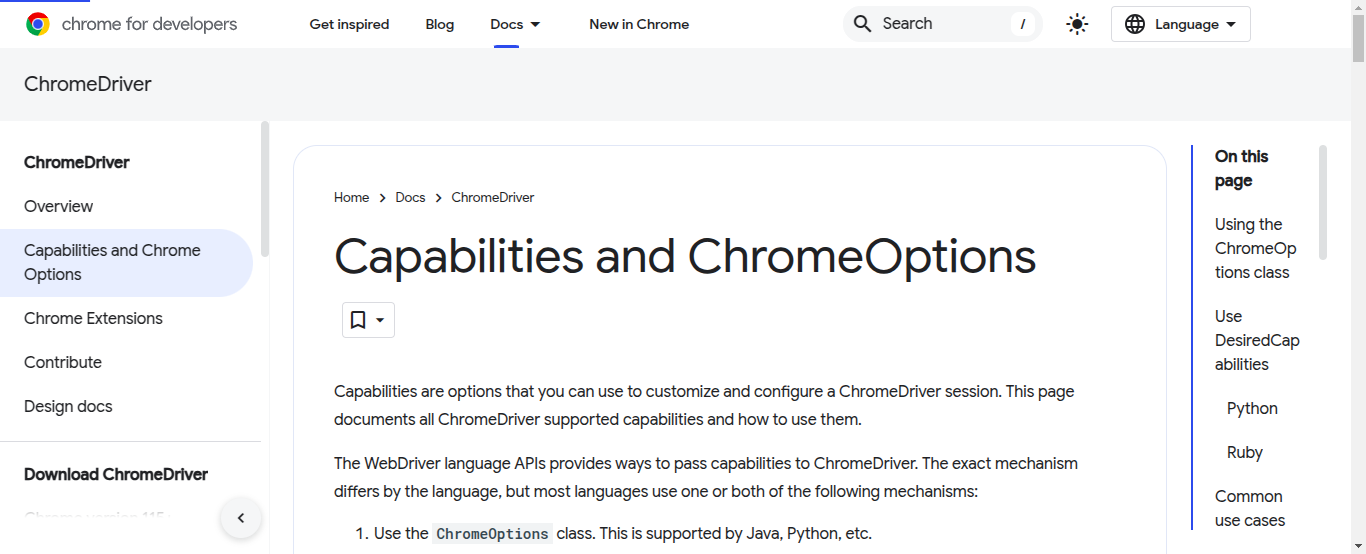 chrome for developers
Get inspired
Blog
Docs
New in Chrome
Search
/
Language
ChromeDriver
ChromeDriver
Overview
Capabilities and Chrome
Options
Chrome Extensions
Contribute
Design docs
Download ChromeDriver
Home
Docs
ChromeDriver
Capabilities and ChromeOptions
Capabilities are options that you can use to customize and configure a ChromeDriver session. This page
documents all ChromeDriver supported capabilities and how to use them.
The WebDriver language APIs provides ways to pass capabilities to ChromeDriver. The exact mechanism
differs by the language, but most languages use one or both of the following mechanisms:
1. Use the ChromeOptions class. This is supported by Java, Python, etc.
On this
page
Using the
ChromeOp
tions class
Use
DesiredCap
abilities
Python
Ruby
Common
use cases